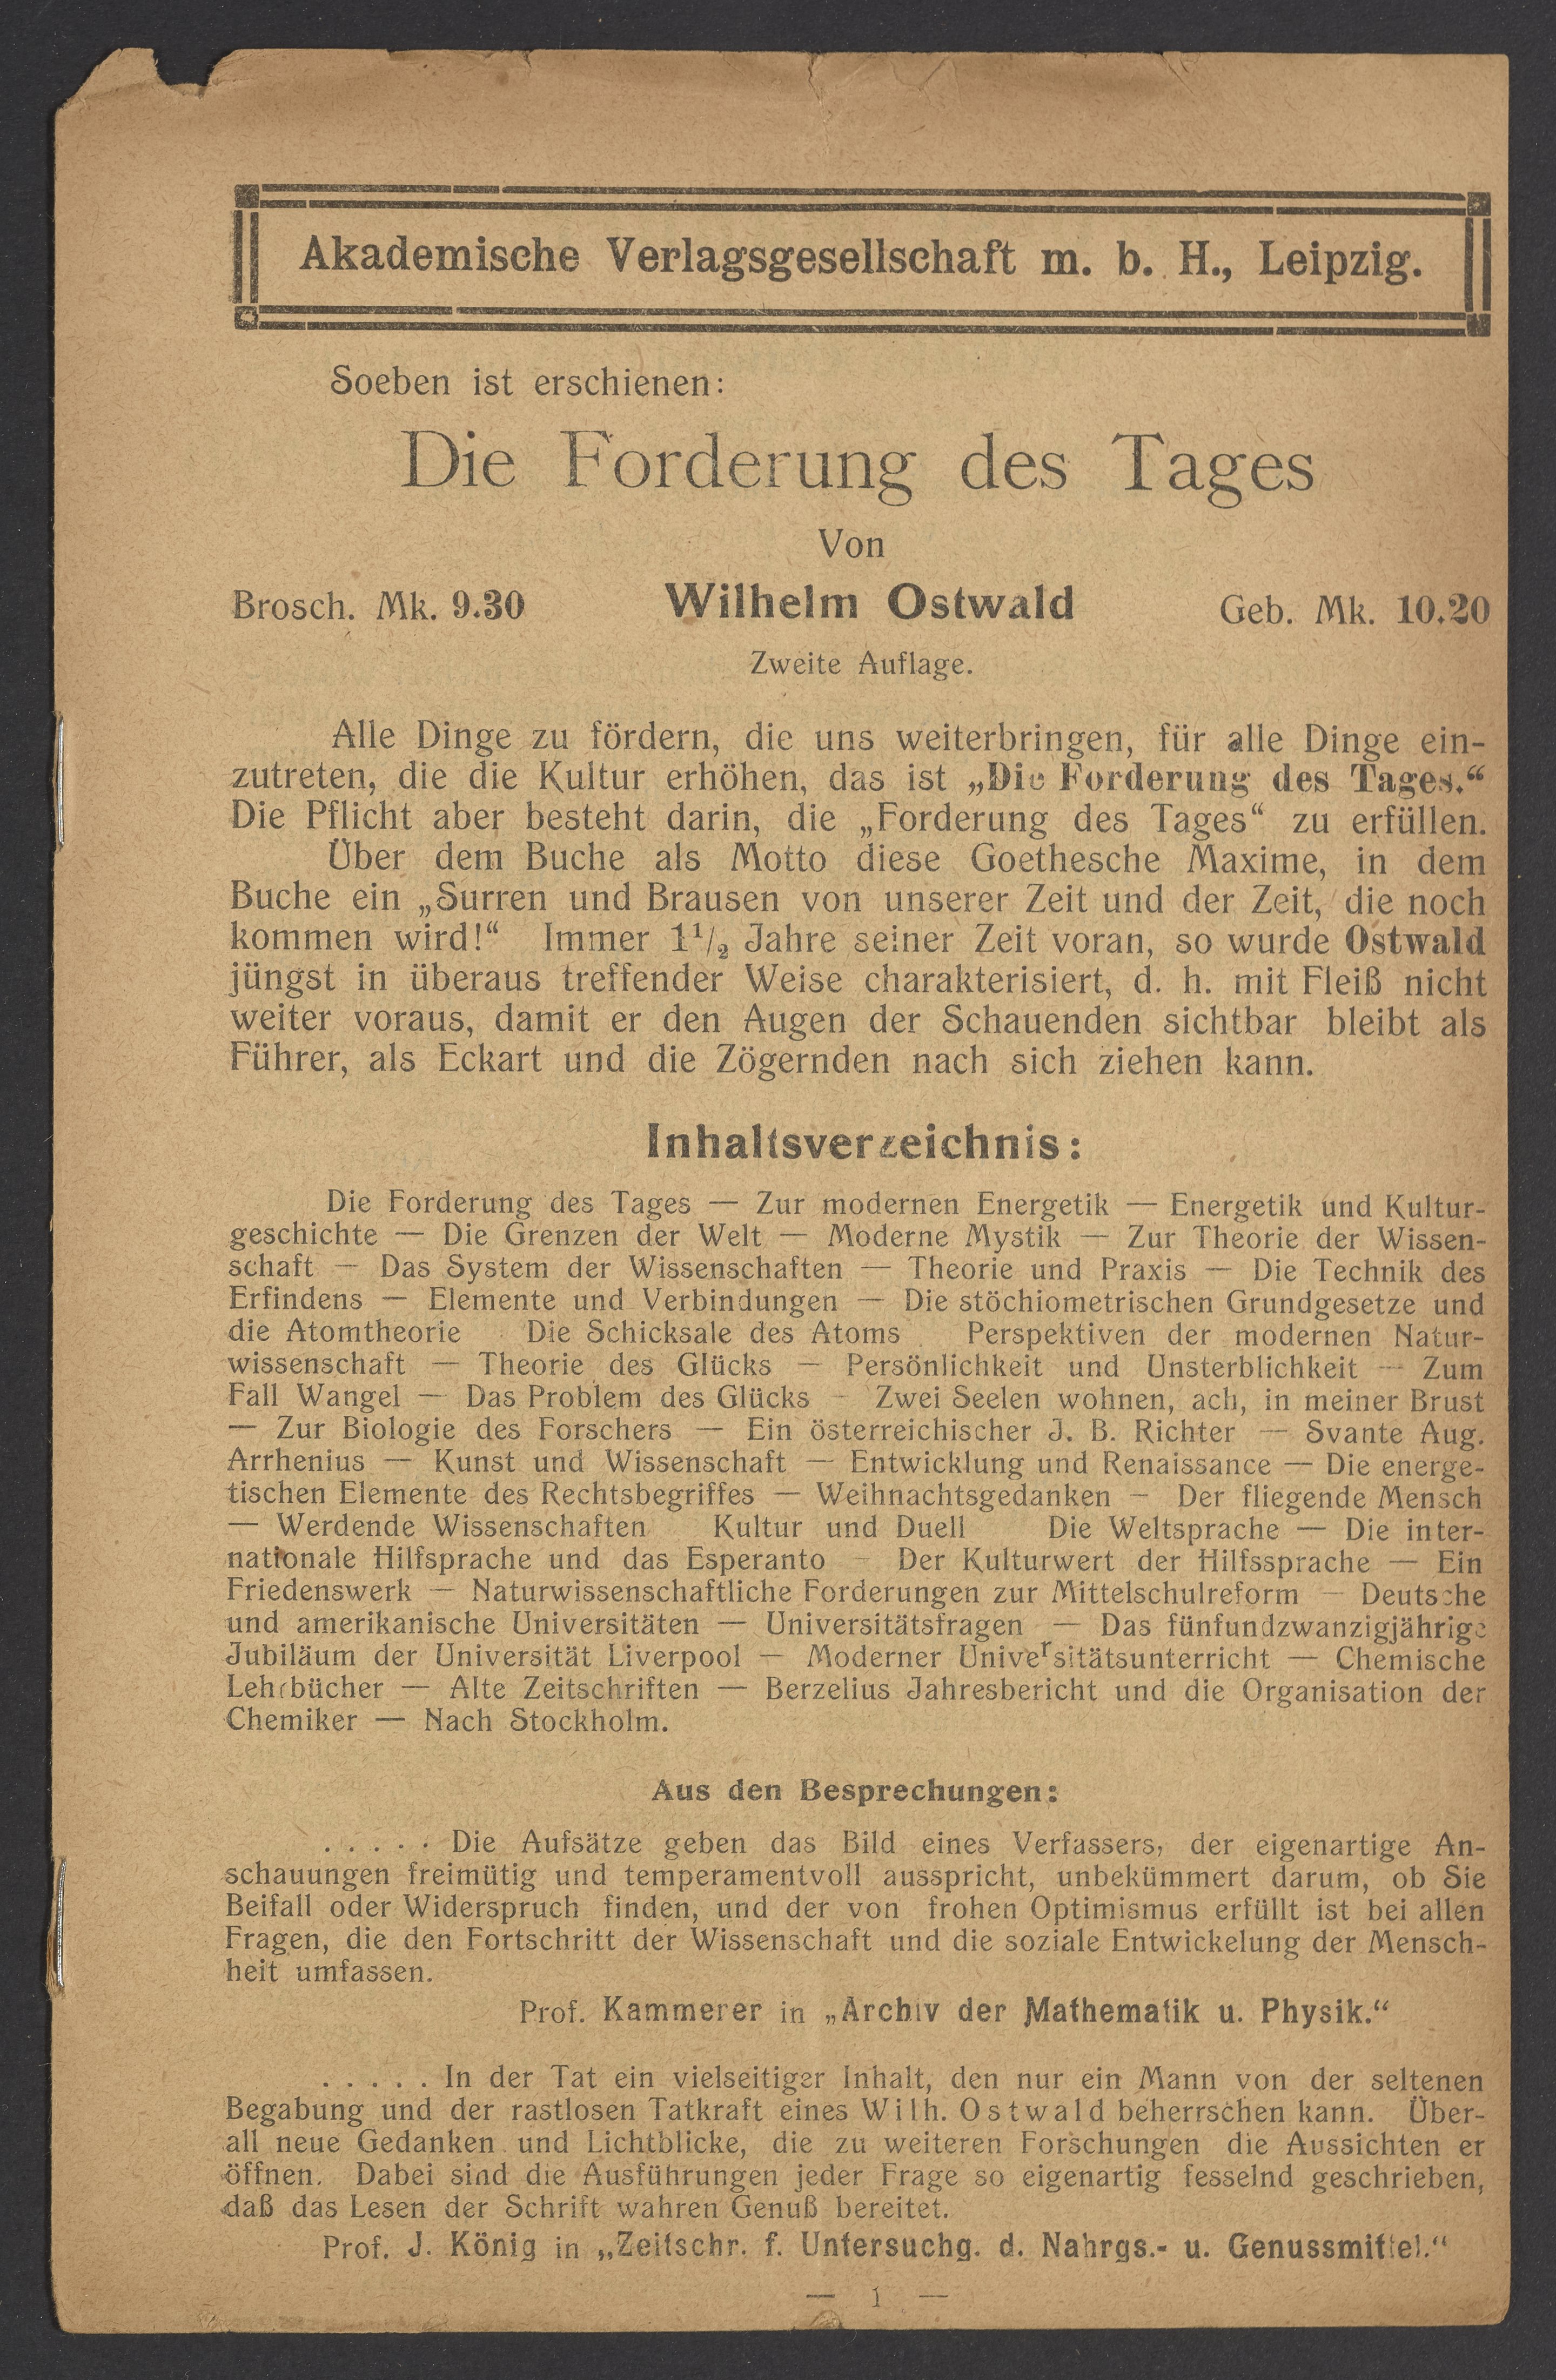 Akademische Verlagsgesellschaft m. b. H., Leipzig.
Soeben ist erschienen:
Die Forderung des Tages
Von
Brosch. Mk. 9.30 Wilhelm Ostwald Geb. Mk. 10.20
Zweite Auflage.
Alle Dinge zu fördern, die uns weiterbringen, für alle Dinge ein-
zutreten, die die Kultur erhöhen, das ist „Die Forderung des Tages.“
Die Pflicht aber besteht darin, die „Forderung des Tages“ zu erfüllen.
Über dem Buche als Motto diese Goethesche Maxime, in dem
Buche ein „Surren und Brausen von unserer Zeit und der Zeit, die noch
kommen wird!“ Immer 1¹/₂ Jahre seiner Zeit voran, so wurde Ostwald
jüngst in überaus treffender Weise charakterisiert, d. h. mit Fleiß nicht
weiter voraus, damit er den Augen der Schauenden sichtbar bleibt als
Führer, als Eckart und die Zögernden nach sich ziehen kann.
Inhaltsverzeichnis:
Die Forderung des Tages — Zur modernen Energetik — Energetik und Kultur-
geschichte — Die Grenzen der Welt — Moderne Mystik — Zur Theorie der Wissen-
schaft — Das System der Wissenschaften — Theorie und Praxis — Die Technik des
Erfindens — Elemente und Verbindungen — Die stöchiometrischen Grundgesetze und
die Atomtheorie Die Schicksale des Atoms Perspektiven der modernen Natur-
wissenschaft — Theorie des Glücks — Persönlichkeit und Unsterblichkeit — Zum
Fall Wangel — Das Problem des Glücks – Zwei Seelen wohnen, ach, in meiner Brust
— Zur Biologie des Forschers — Ein österreichischer J. B. Richter — Svante Aug.
Arrhenius — Kunst und Wissenschaft — Entwicklung und Renaissance — Die energe-
tischen Elemente des Rechtsbegriffes — Weihnachtsgedanken – Der fliegende Mensch
— Werdende Wissenschaften Kultur und Duell Die Weltsprache — Die inter-
nationale Hilfsprache und das Esperanto – Der Kulturwert der Hilfssprache — Ein
Friedenswerk — Naturwissenschaftliche Forderungen zur Mittelschulreform — Deutsche
und amerikanische Universitäten — Universitätsfragen — Das fünfundzwanzigjährige
Jubiläum der Universität Liverpool — Moderner Universitätsunterricht — Chemische
Lehrbücher — Alte Zeitschriften — Berzelius Jahresbericht und die Organisation der
Chemiker — Nach Stockholm.
Aus den Besprechungen:
. . . . . Die Aufsätze geben das Bild eines Verfassers, der eigenartige An-
schauungen freimütig und temperamentvoll ausspricht, unbekümmert darum, ob Sie
Beifall oder Widerspruch finden, und der von frohen Optimismus erfüllt ist bei allen
Fragen, die den Fortschritt der Wissenschaft und die soziale Entwickelung der Mensch-
heit umfassen.
Prof. Kammerer in „Archiv der Mathematik u. Physik.“
. . . . . In der Tat ein vielseitiger Inhalt, den nur ein Mann von der seltenen
Begabung und der rastlosen Tatkraft eines Wilh. Ostwald beherrschen kann. Über-
all neue Gedanken und Lichtblicke, die zu weiteren Forschungen die Aussichten er
öffnen. Dabei sind die Ausführungen jeder Frage so eigenartig fesselnd geschrieben,
daß das Lesen der Schrift wahren Genuß bereitet.
Prof. J. König in „Zeitschr. f. Untersuchg. d. Nahrgs.- u. Genussmittel.“
— 1 —